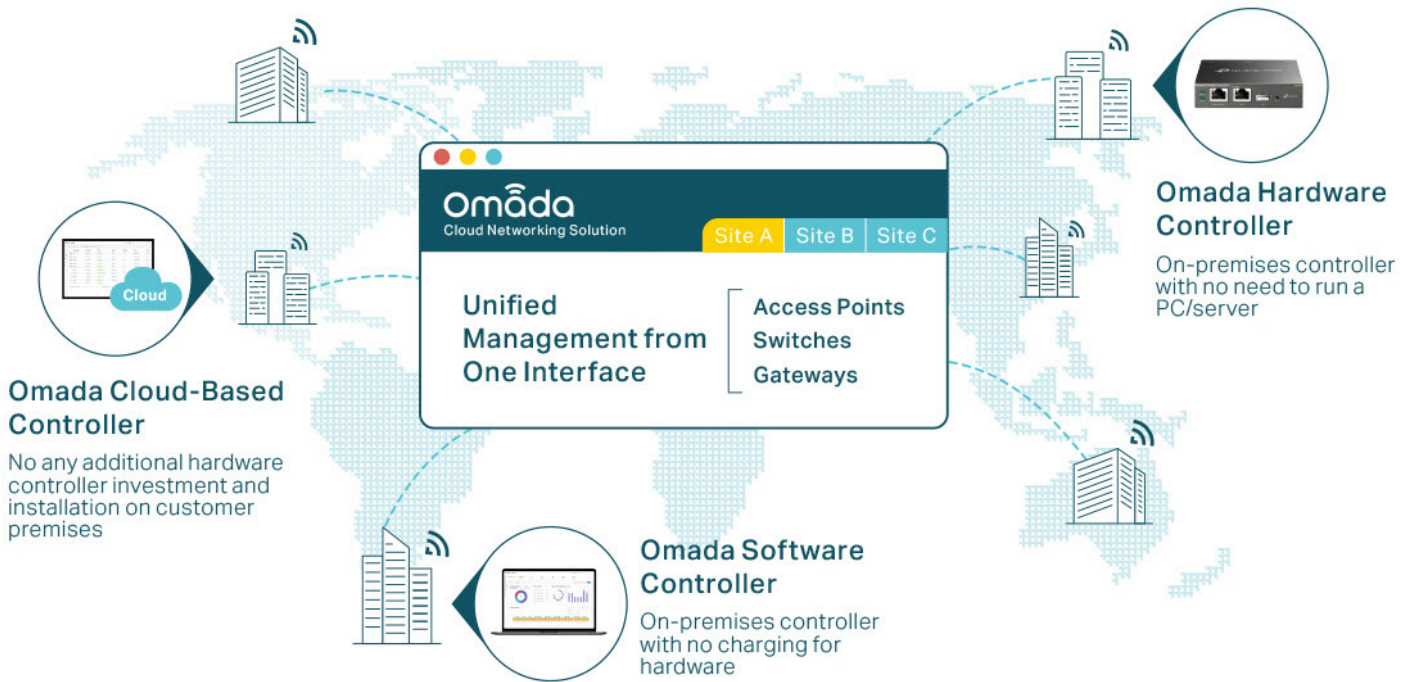 Omada
Cloud Networking Solution
Site A
Site B
Site C
Unified
Management from
One Interface
Access Points
Switches
Gateways
Omada Hardware
Controller
On-premises controller
with no need to run a
PC/server
Cloud
Omada Cloud-Based
Controller
No any additional hardware
controller investment and
installation on customer
premises
Omada Software
Controller
On-premises controller
with no charging for
hardware